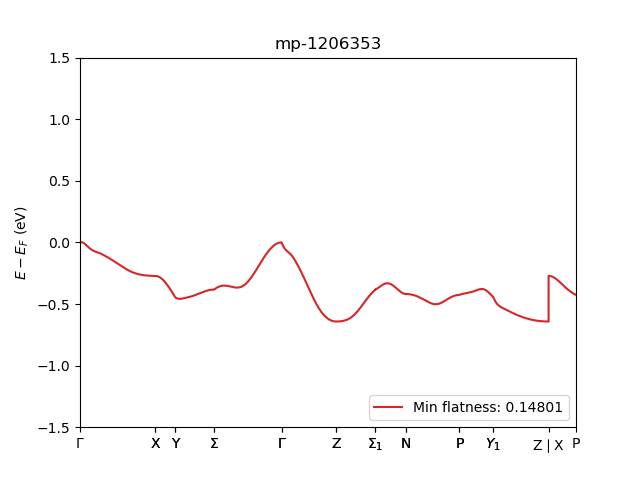 mp-1206353
E − E_F (eV)
1.5
1.0
0.5
0.0
−0.5
−1.0
−1.5
Min flatness: 0.14801
Γ X Y Σ Γ Z Σ₁ N P Y₁ Z | X P